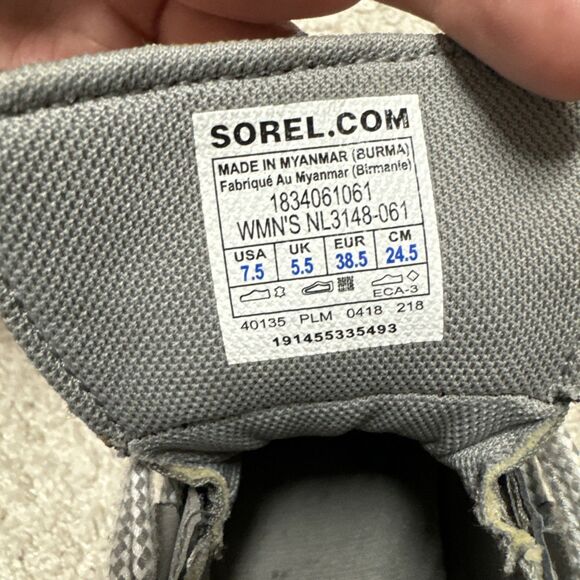 SOREL.COM
MADE IN MYANMAR (BURMA)
Fabriqué Au Myanmar (Birmanie)
1834061061
WMN'S NL3148-061
USA UK EUR CM
7.5 5.5 38.5 24.5
ECA-3
40135 PLM 0418 218
191455335493